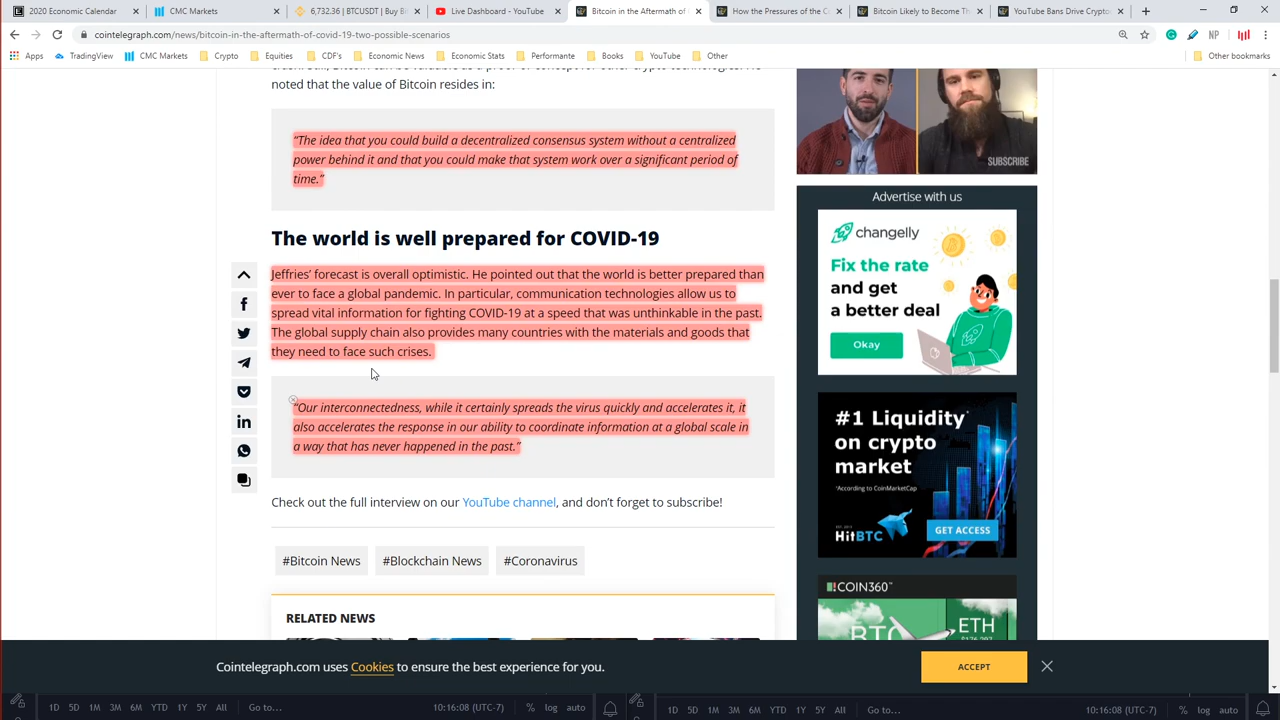 2020 Economic Calendar
CMC Markets
6,732.36 | BTCUSDT | Buy Bi
Live Dashboard - YouTube
Bitcoin in the Aftermath of
How the Pressures of the C
Bitcoin Likely to Become Th
YouTube Bans Drive Crypto
cointelegraph.com/news/bitcoin-in-the-aftermath-of-covid-19-two-possible-scenarios
NP
Apps
TradingView
CMC Markets
Crypto
Equities
CDF's
Economic News
Economic Stats
Performante
Books
YouTube
Other
Other bookmarks
noted that the value of Bitcoin resides in:
"The idea that you could build a decentralized consensus system without a centralized
power behind it and that you could make that system work over a significant period of
time."
The world is well prepared for COVID-19
Jeffries' forecast is overall optimistic. He pointed out that the world is better prepared than
ever to face a global pandemic. In particular, communication technologies allow us to
spread vital information for fighting COVID-19 at a speed that was unthinkable in the past.
The global supply chain also provides many countries with the materials and goods that
they need to face such crises.
"Our interconnectedness, while it certainly spreads the virus quickly and accelerates it, it
also accelerates the response in our ability to coordinate information at a global scale in
a way that has never happened in the past."
Check out the full interview on our YouTube channel, and don't forget to subscribe!
#Bitcoin News
#Blockchain News
#Coronavirus
RELATED NEWS
SUBSCRIBE
Advertise with us
changelly
Fix the rate
and get
a better deal
Okay
#1 Liquidity*
on crypto
market
*According to CoinMarketCap
HitBTC
GET ACCESS
COIN360™
BTC
ETH
Cointelegraph.com uses Cookies to ensure the best experience for you.
ACCEPT
1D 5D 1M 3M 6M YTD 1Y 5Y All Go to...
10:16:08 (UTC-7) % log auto
1D 5D 1M 3M 6M YTD 1Y 5Y All Go to...
10:16:08 (UTC-7) % log auto